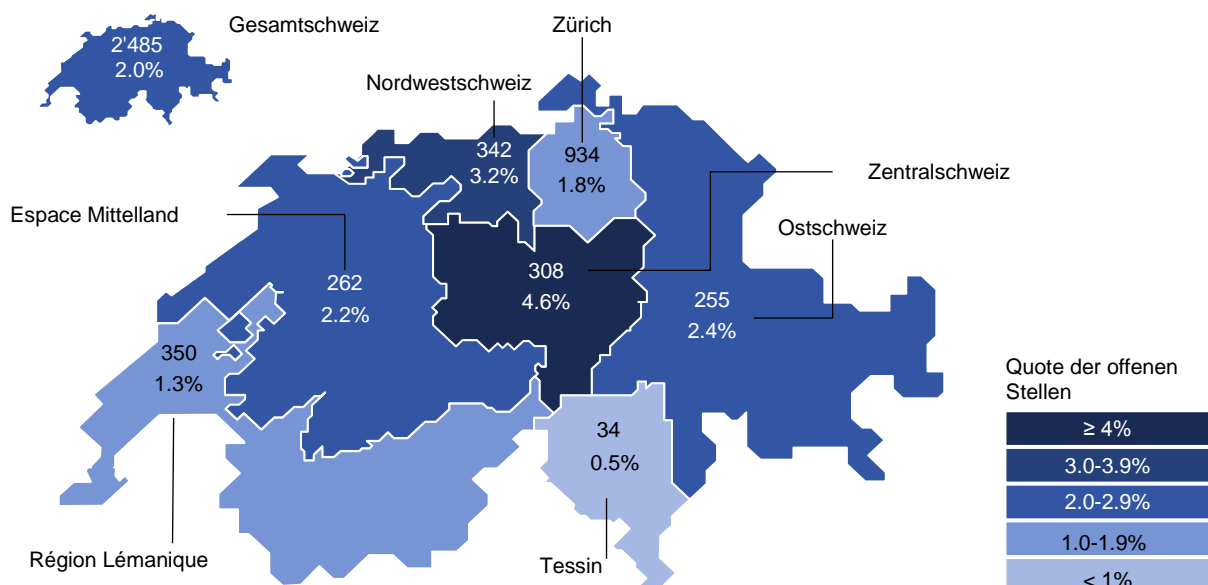 Gesamtschweiz
2'485
2.0%
Zürich
Nordwestschweiz
342
3.2%
934
1.8%
Zentralschweiz
Espace Mittelland
Ostschweiz
308
4.6%
262
2.2%
255
2.4%
350
1.3%
34
0.5%
Région Lémanique
Tessin
Quote der offenen
Stellen
≥ 4%
3.0-3.9%
2.0-2.9%
1.0-1.9%
< 1%